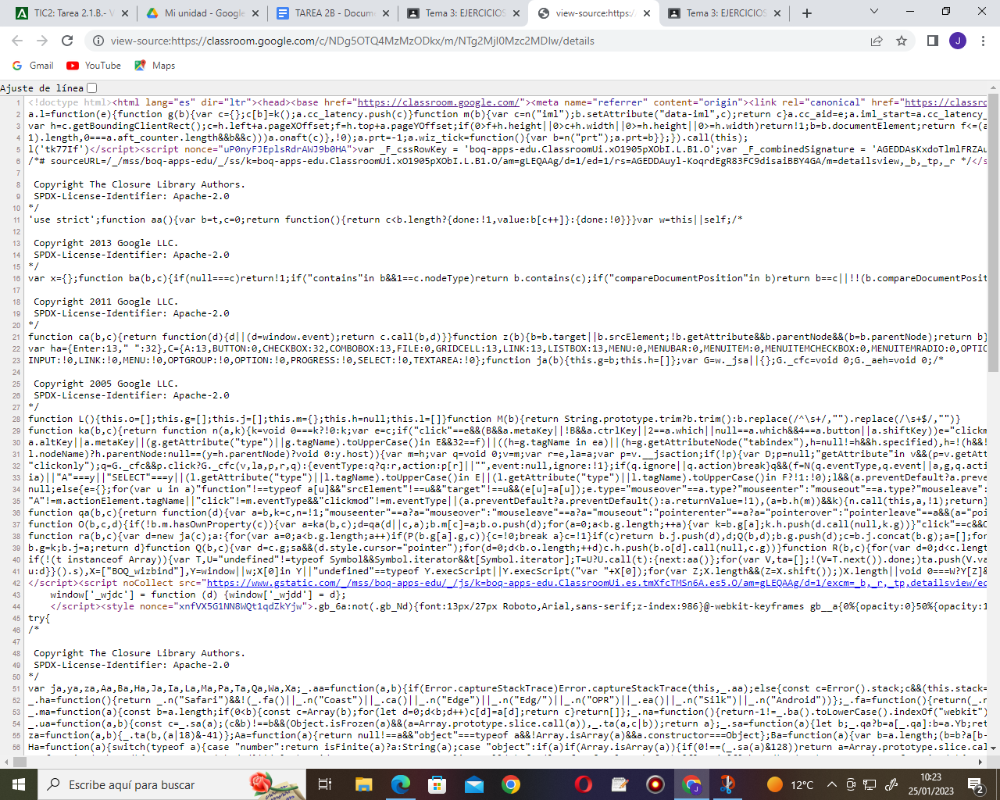 TIC2: Tarea 2.1.B.- V
Mi unidad - Google
TAREA 2B - Docume
Tema 3: EJERCICIOS
view-source:https:/
Tema 3: EJERCICIOS
view-source:https://classroom.google.com/c/NDg5OTQ4MzMzODkx/m/NTg2MjI0Mzc2MDIw/details
J
Gmail
YouTube
Maps
Ajuste de línea
1 <!doctype html><html lang="es" dir="ltr"><head><base href="https://classroom.google.com/"><meta name="referrer" content="origin"><link rel="canonical" href="https://classro
2 a.l=function(e){function g(b){var c={};c[b]=k();a.cc_latency.push(c)}function m(b){var c=n("iml");b.setAttribute("data-iml",c);return c}a.cc_aid=e;a.iml_start=a.cc_latency_
3 var h=c.getBoundingClientRect();c=h.left+a.pageXOffset;f=h.top+a.pageYOffset;if(0>f+h.height||0>c+h.width||0>=h.height||0>=h.width)return!1;b=b.documentElement;return f<=(a
4 1).length,0===a.aft_counter.length&&b&&c)))a.onaft(c)},!0);a.prt=-1;a.wiz_tick=function(){var b=n("prt");a.prt=b}};}).call(this);
5 l('tk77If')</script><script nonce="uP0nyFJEplsRdrAWJ9b0HA">var _F_cssRowKey = 'boq-apps-edu.ClassroomUi.xO1905pXObI.L.B1.O';var _F_combinedSignature = 'AGEDDAsKxdoTlmlFRZAu
6 /*# sourceURL=/_/mss/boq-apps-edu/_/ss/k=boq-apps-edu.ClassroomUi.xO1905pXObI.L.B1.O/am=gLEQAAg/d=1/ed=1/rs=AGEDDAuyl-KoqrdEgR83FC9disaiBBY4GA/m=detailsview,_b,_tp,_r */</s
7
8 Copyright The Closure Library Authors.
9 SPDX-License-Identifier: Apache-2.0
10 */
11 'use strict';function aa(){var b=t,c=0;return function(){return c<b.length?{done:!1,value:b[c++]}:{done:!0}}}var w=this||self;/*
12
13 Copyright 2013 Google LLC.
14 SPDX-License-Identifier: Apache-2.0
15 */
16 var x={};function ba(b,c){if(null===c)return!1;if("contains"in b&&1==c.nodeType)return b.contains(c);if("compareDocumentPosition"in b)return b==c||!!(b.compareDocumentPosit
17
18 Copyright 2011 Google LLC.
19 SPDX-License-Identifier: Apache-2.0
20 */
21 function ca(b,c){return function(d){d||(d=window.event);return c.call(b,d)}}function z(b){b=b.target||b.srcElement;!b.getAttribute&&b.parentNode&&(b=b.parentNode);return b}
22 var ha={Enter:13," ":32},C={A:13,BUTTON:0,CHECKBOX:32,COMBOBOX:13,FILE:0,GRIDCELL:13,LINK:13,LISTBOX:13,MENU:0,MENUBAR:0,MENUITEM:0,MENUITEMCHECKBOX:0,MENUITEMRADIO:0,OPTIO
23 INPUT:!0,LINK:!0,MENU:!0,OPTGROUP:!0,OPTION:!0,PROGRESS:!0,SELECT:!0,TEXTAREA:!0};function ja(b){this.g=b;this.h=[]};var G=w._jsa||{};G._cfc=void 0;G._aeh=void 0;/*
24
25 Copyright 2005 Google LLC.
26 SPDX-License-Identifier: Apache-2.0
27 */
28 function L(){this.o=[];this.g=[];this.j=[];this.m={};this.h=null;this.l=[]}function M(b){return String.prototype.trim?b.trim():b.replace(/^\s+/,"").replace(/\s+$/,"")}
29 function ka(b,c){return function n(a,k){k=void 0===k?!0:k;var e=c;if("click"==e&&(B&&a.metaKey||!B&&a.ctrlKey||2==a.which||null==a.which&&4==a.button||a.shiftKey))e="clickm
30 a.altKey||a.metaKey||(g.getAttribute("type")||g.tagName).toUpperCase()in E&&32==f)||((h=g.tagName in ea)||(h=g.getAttributeNode("tabindex"),h=null!=h&&h.specified),h=!(h&&!
31 l.nodeName)?h.parentNode:null==(y=h.parentNode)?void 0:y.host)){var m=h;var q=void 0;v=m;var r=e,la=a;var p=v.__jsaction;if(!p){var D;p=null;"getAttribute"in v&&(p=v.getAtt
32 "clickonly");q=G._cfc&&p.click?G._cfc(v,la,p,r,q):{eventType:q?q:r,action:p[r]||"",event:null,ignore:!1};if(q.ignore||q.action)break}q&&(f=N(q.eventType,q.event||a,g,q.acti
33 ia)||"A"===y||"SELECT"===y||(l.getAttribute("type")||l.tagName).toUpperCase()in E||(l.getAttribute("type")||l.tagName).toUpperCase()in F?!1:!0);l&&(a.preventDefault?a.preve
34 null;else{e={};for(var u in a)"function"!==typeof a[u]&&"srcElement"!==u&&"target"!==u&&(e[u]=a[u]);e.type="mouseover"==a.type?"mouseenter":"mouseout"==a.type?"mouseleave":
35 "A"!=m.actionElement.tagName||"click"!=m.eventType&&"clickmod"!=m.eventType||(a.preventDefault?a.preventDefault():a.returnValue=!1),(a=b.h(m))&&k){n.call(this,a,!1);return}
36 function qa(b,c){return function(d){var a=b,k=c,n=!1;"mouseenter"==a?a="mouseover":"mouseleave"==a?a="mouseout":"pointerenter"==a?a="pointerover":"pointerleave"==a&&(a="poi
37 function O(b,c,d){if(!b.m.hasOwnProperty(c)){var a=ka(b,c);d=qa(d||c,a);b.m[c]=a;b.o.push(d);for(a=0;a<b.g.length;++a){var k=b.g[a];k.h.push(d.call(null,k.g))}"click"==c&&O
38 function ra(b,c){var d=new ja(c);a:{for(var a=0;a<b.g.length;a++)if(P(b.g[a].g,c)){c=!0;break a}c=!1}if(c)return b.j.push(d),d;Q(b,d);b.g.push(d);c=b.j.concat(b.g);a=[];for
39 b.g=k;b.j=a;return d}function Q(b,c){var d=c.g;sa&&(d.style.cursor="pointer");for(d=0;d<b.o.length;++d)c.h.push(b.o[d].call(null,c.g))}function R(b,c){for(var d=0;d<c.lengt
40 if(!(t instanceof Array)){var T,U="undefined"!=typeof Symbol&&Symbol.iterator&&t[Symbol.iterator];T=U?U.call(t):{next:aa()};for(var V,ta=[];!(V=T.next()).done;)ta.push(V.va
41 u:d}}().s),X=["BOQ_wizbind"],Y=window||w;X[0]in Y||"undefined"==typeof Y.execScript||Y.execScript("var "+X[0]);for(var Z;X.length&&(Z=X.shift());)X.length||void 0===W?Y[Z]&
42 </script><script noCollect src="https://www.gstatic.com/_/mss/boq-apps-edu/_/js/k=boq-apps-edu.ClassroomUi.es.tmXfcTMSn6A.es5.O/am=gLEQAAg/d=1/excm=_b,_r,_tp,detailsview/ed
43 window['_wjdc'] = function (d) {window['_wjdd'] = d};
44 </script><style nonce="xnfVX5G1NN8WQt1qdZkYjw">.gb_6a:not(.gb_Nd){font:13px/27px Roboto,Arial,sans-serif;z-index:986}@-webkit-keyframes gb__a{0%{opacity:0}50%{opacity:1
45 try{
46 /*
47
48 Copyright The Closure Library Authors.
49 SPDX-License-Identifier: Apache-2.0
50 */
51 var ja,ya,za,Aa,Ba,Ha,Ja,Ia,La,Ma,Pa,Ta,Qa,Wa,Xa;_.aa=function(a,b){if(Error.captureStackTrace)Error.captureStackTrace(this,_.aa);else{const c=Error().stack;c&&(this.stack=
52 _.ha=function(){return _.n("Safari")&&!(_.fa()||_.n("Coast")||_.ca()||_.n("Edge")||_.n("Edg/")||_.n("OPR")||_.ea()||_.n("Silk")||_.n("Android"))};_.fa=function(){return(_.n
53 _.ma=function(a){const b=a.length;if(0<b){const c=Array(b);for(let d=0;d<b;d++)c[d]=a[d];return c}return[]};_.na=function(){return-1!=_.ba().toLowerCase().indexOf("webkit")
54 _.ua=function(a,b){const c=_.sa(a);(c&b)!==b&&(Object.isFrozen(a)&&(a=Array.prototype.slice.call(a)),_.ta(a,c|b));return a};_.sa=function(a){let b;_.qa?b=a[_.qa]:b=a.Yb;ret
55 za=function(a,b){_.ta(b,(a|18)&-41)};Aa=function(a){return null!==a&&"object"===typeof a&&!Array.isArray(a)&&a.constructor===Object};Ba=function(a){var b=a.length;(b=b?a[b-
56 Ha=function(a){switch(typeof a){case "number":return isFinite(a)?a:String(a);case "object":if(a)if(Array.isArray(a)){if(0!==(_.sa(a)&128))return a=Array.prototype.slice.cal
Escribe aquí para buscar
J
12°C
10:23
25/01/2023
2